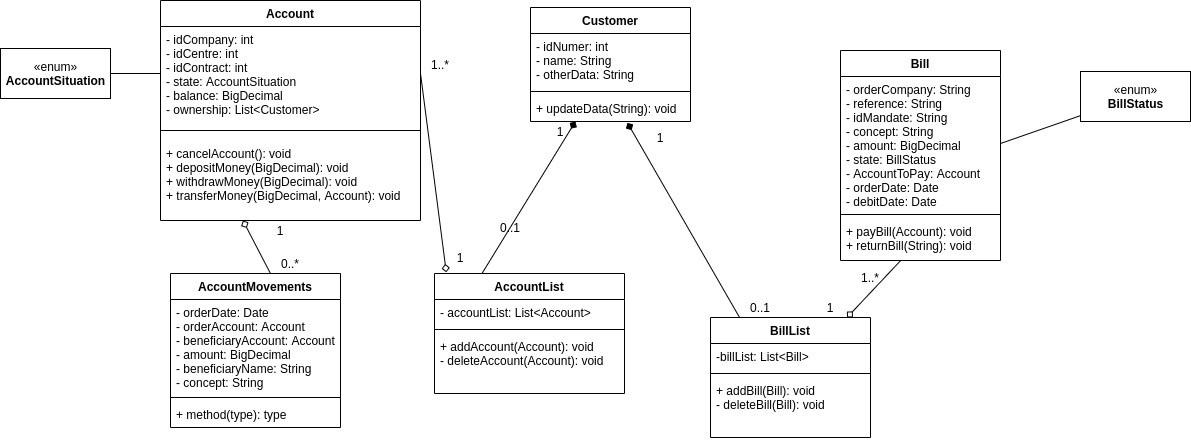 «enum»
AccountSituation
Account
- idCompany: int
- idCentre: int
- idContract: int
- state: AccountSituation
- balance: BigDecimal
- ownership: List<Customer>
+ cancelAccount(): void
+ depositMoney(BigDecimal): void
+ withdrawMoney(BigDecimal): void
+ transferMoney(BigDecimal, Account): void
1
0..*
AccountMovements
- orderDate: Date
- orderAccount: Account
- beneficiaryAccount: Account
- amount: BigDecimal
- beneficiaryName: String
- concept: String
+ method(type): type
1..*
1
Customer
- idNumer: int
- name: String
- otherData: String
+ updateData(String): void
1
0..1
AccountList
- accountList: List<Account>
+ addAccount(Account): void
- deleteAccount(Account): void
1
0..1
BillList
-billList: List<Bill>
+ addBill(Bill): void
- deleteBill(Bill): void
1..*
1
Bill
- orderCompany: String
- reference: String
- idMandate: String
- concept: String
- amount: BigDecimal
- state: BillStatus
- AccountToPay: Account
- orderDate: Date
- debitDate: Date
+ payBill(Account): void
+ returnBill(String): void
«enum»
BillStatus